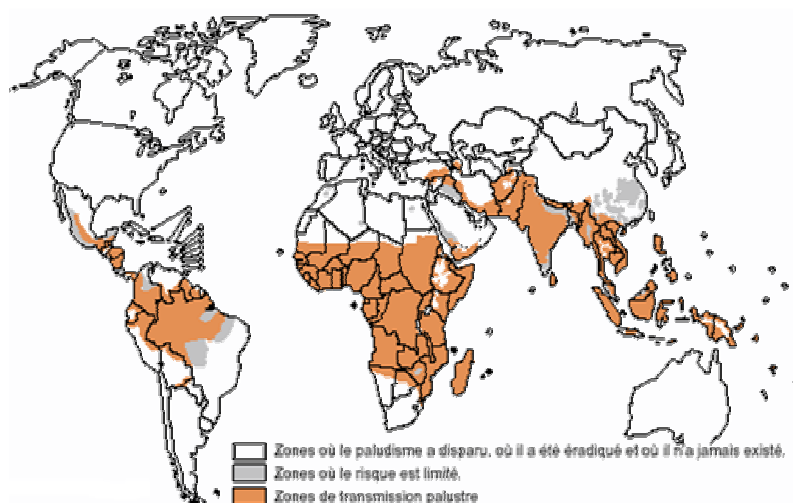 Zones où le paludisme a disparu, où il a été éradiqué et où il n'a jamais existé.
Zones où le risque est limité.
Zones de transmission palustre